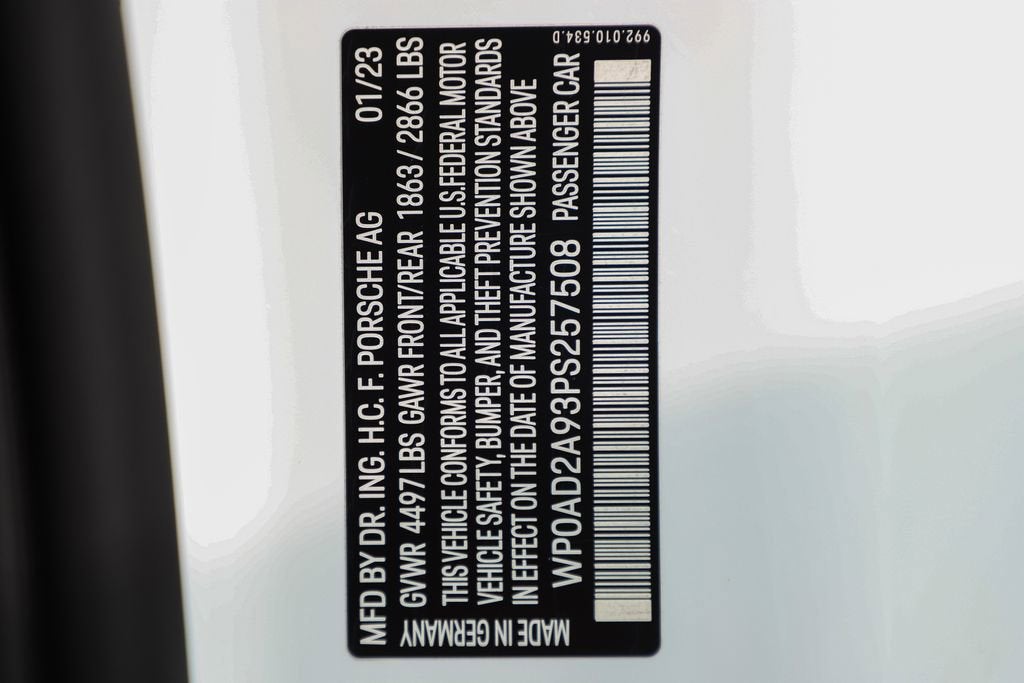 MFD BY DR. ING. H.C. F. PORSCHE AG 01/23
GVWR 4497 LBS GAWR FRONT/REAR 1863 / 2866 LBS
THIS VEHICLE CONFORMS TO ALL APPLICABLE U.S. FEDERAL MOTOR
VEHICLE SAFETY, BUMPER, AND THEFT PREVENTION STANDARDS
IN EFFECT ON THE DATE OF MANUFACTURE SHOWN ABOVE
WP0AD2A93PS257508 PASSENGER CAR
MADE IN GERMANY
992.010.534.D